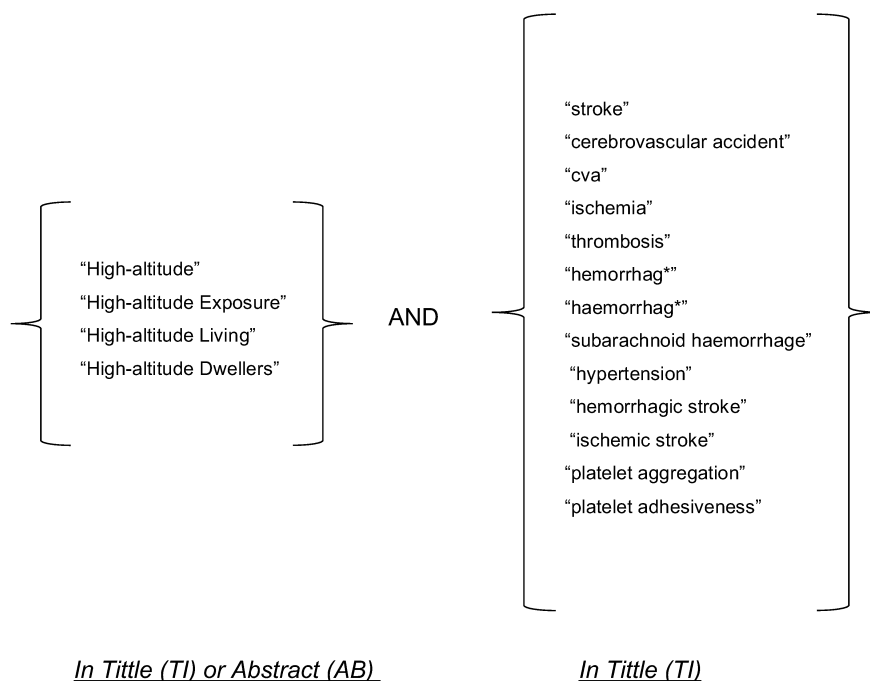 “High-altitude”
“High-altitude Exposure”
“High-altitude Living”
“High-altitude Dwellers”
AND
“stroke”
“cerebrovascular accident”
“cva”
“ischemia”
“thrombosis”
“hemorrhag*”
“haemorrhag*”
“subarachnoid haemorrhage”
“hypertension”
“hemorrhagic stroke”
“ischemic stroke”
“platelet aggregation”
“platelet adhesiveness”
In Tittle (TI) or Abstract (AB)
In Tittle (TI)